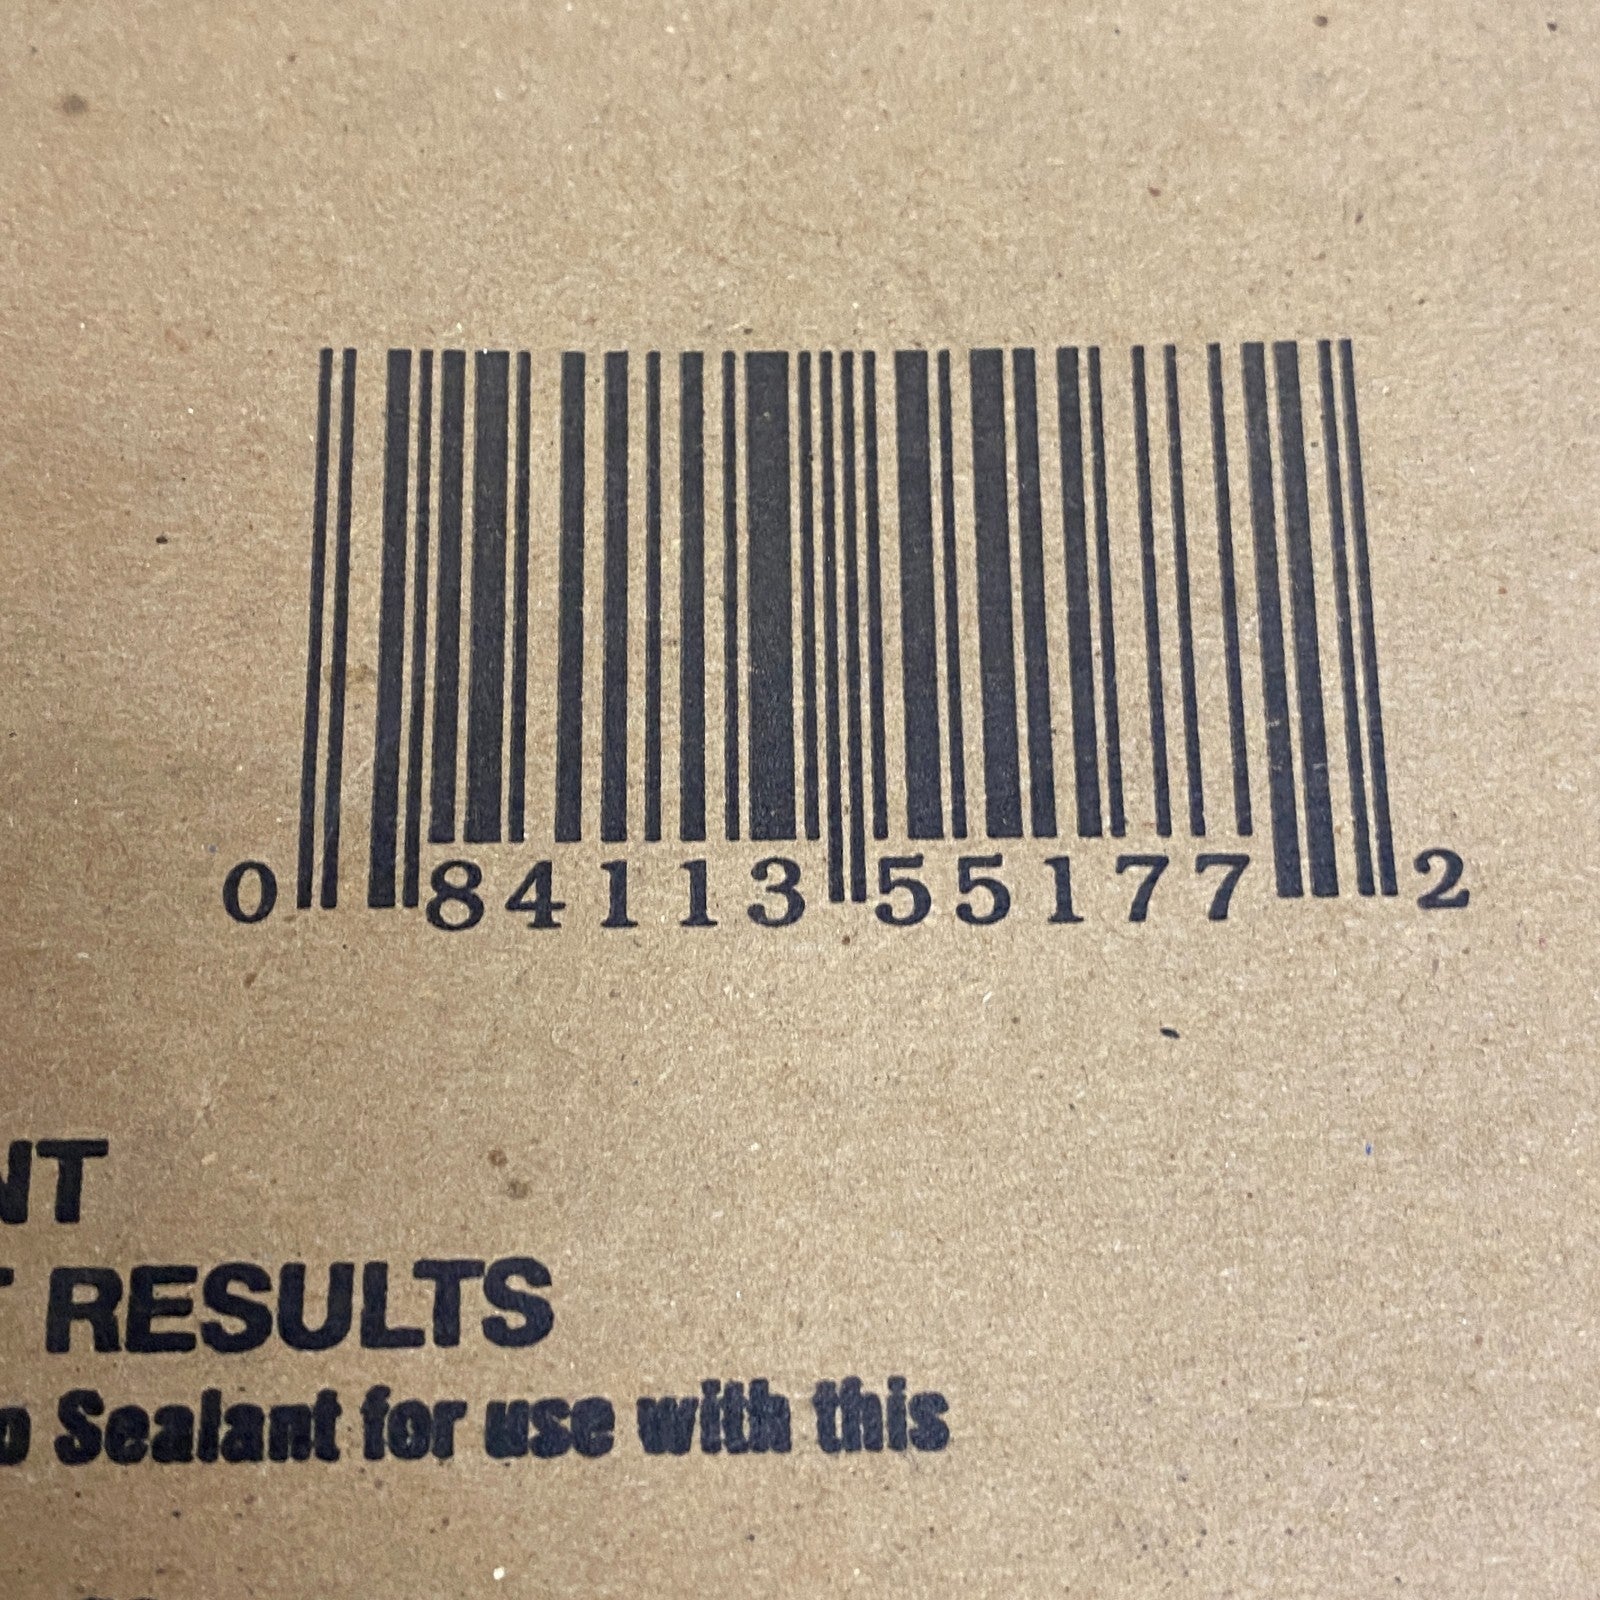 0 84113 55177 2
NT
RESULTS
Sealant for use with this